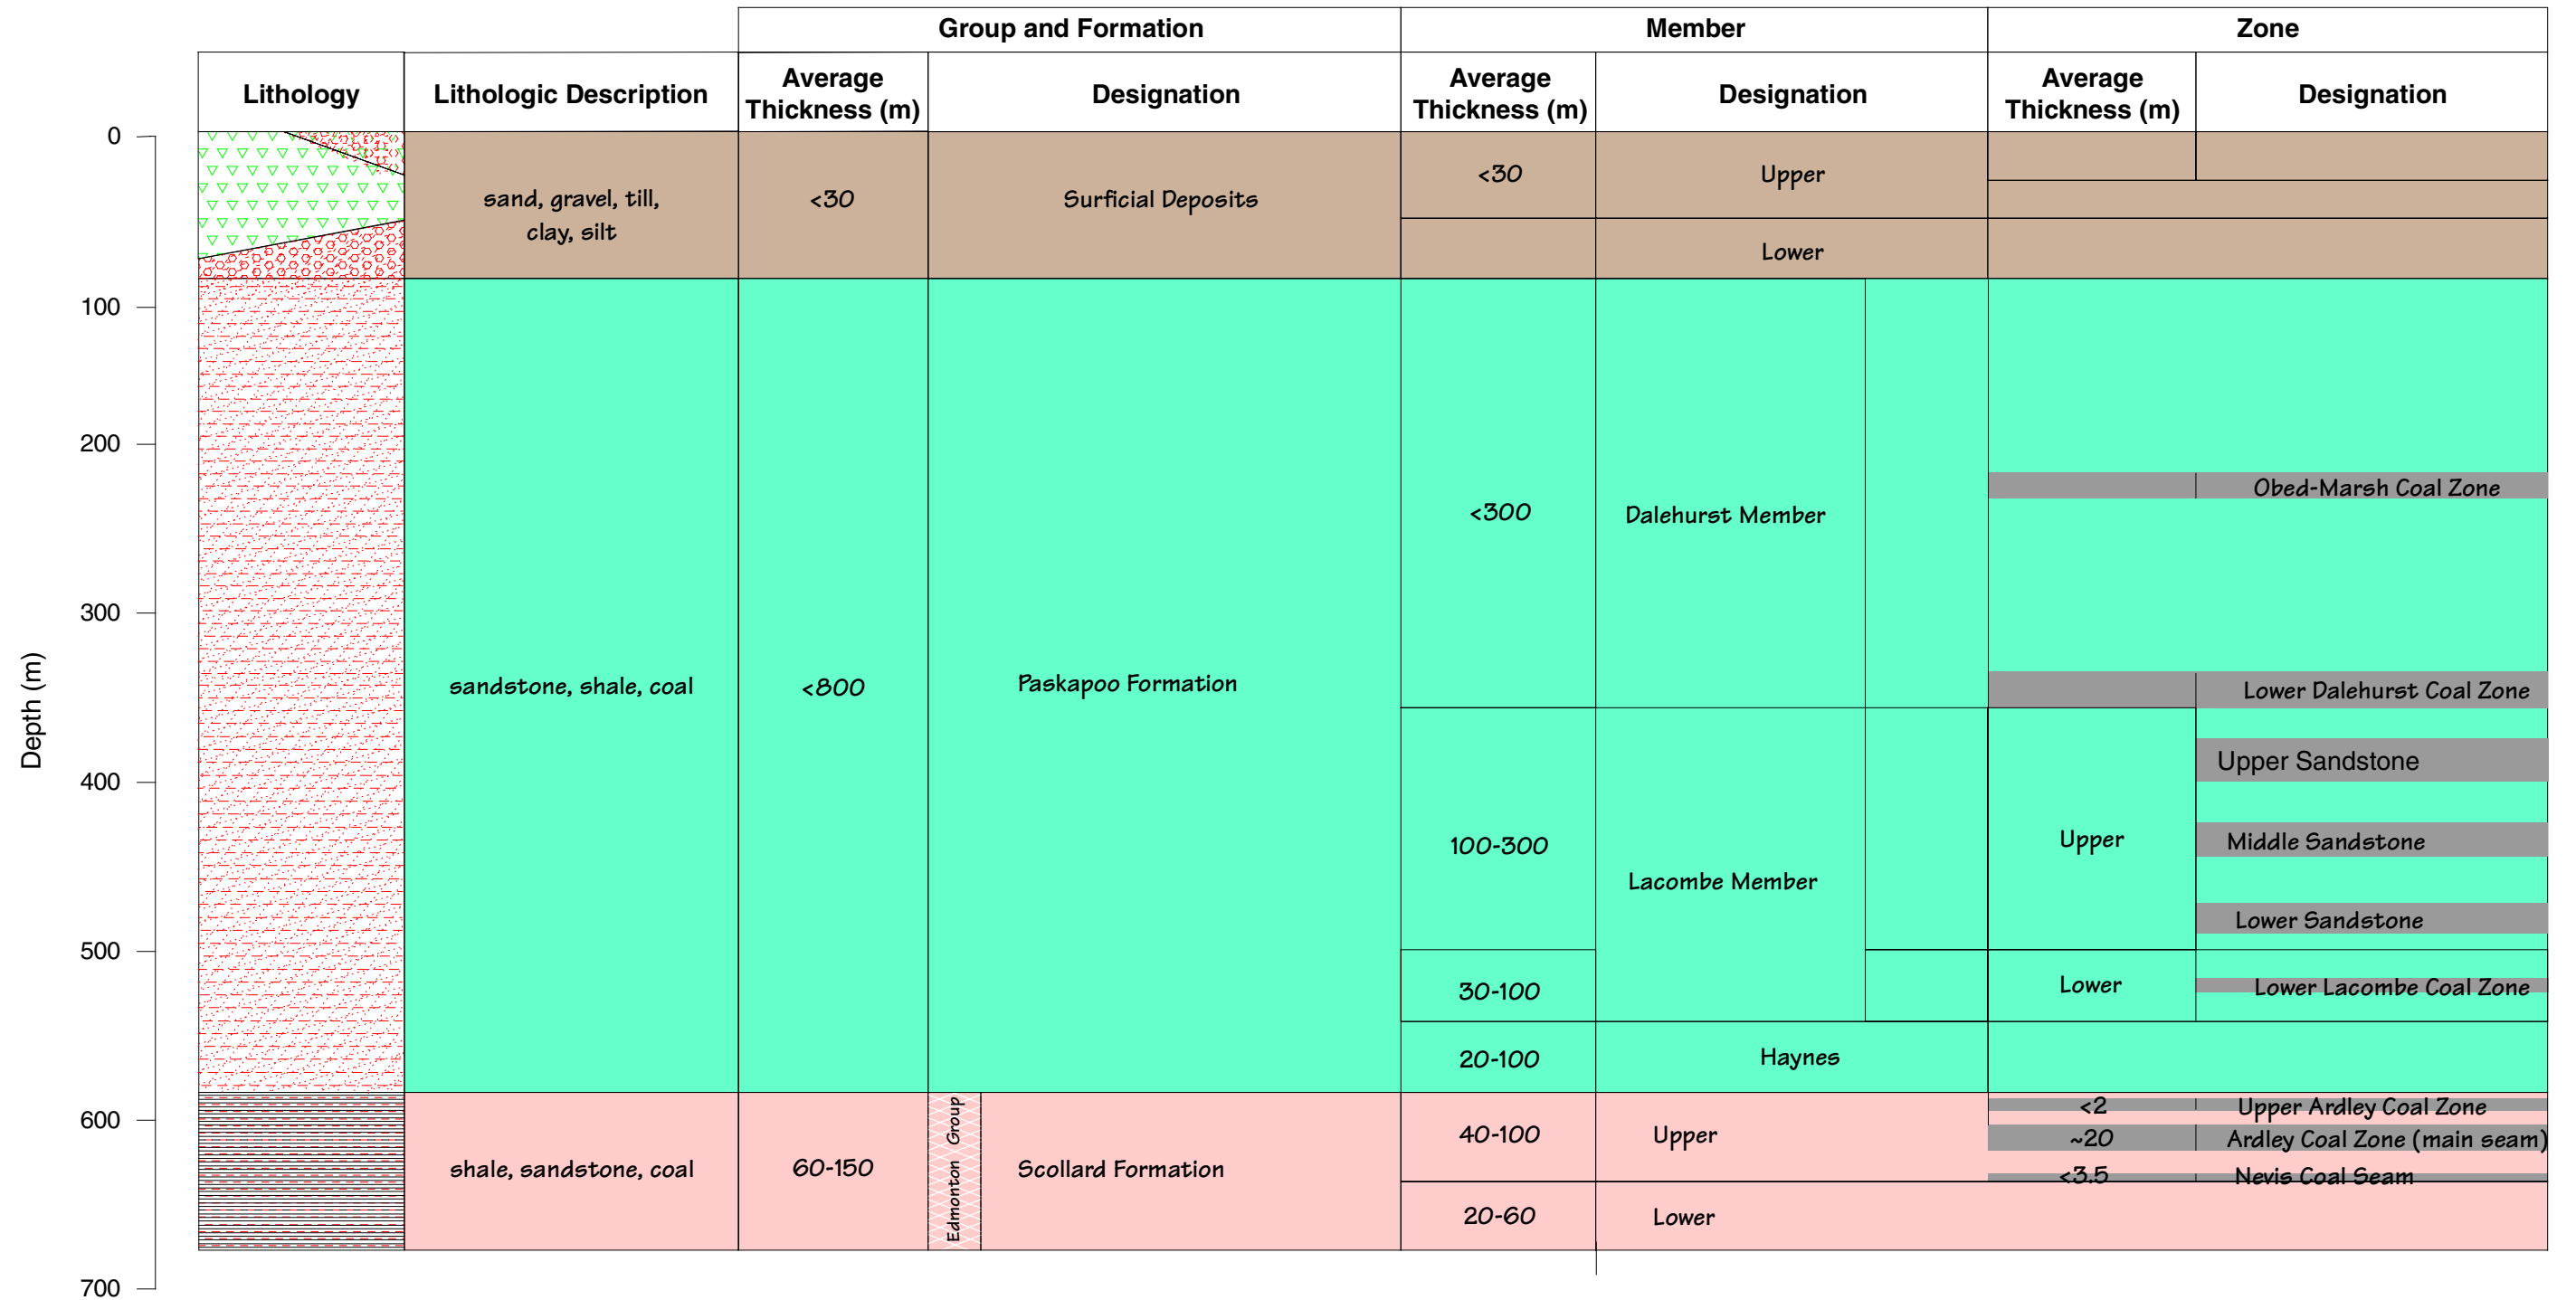 Group and Formation
Member
Zone
Lithology
Lithologic Description
Average
Thickness (m)
Designation
Average
Thickness (m)
Designation
Average
Thickness (m)
Designation
Depth (m)
0
100
200
300
400
500
600
700
sand, gravel, till,
clay, silt
<30
Surficial Deposits
<30
Upper
Lower
sandstone, shale, coal
<800
Paskapoo Formation
<300
Dalehurst Member
Obed-Marsh Coal Zone
Lower Dalehurst Coal Zone
100-300
Lacombe Member
Upper
Upper Sandstone
Middle Sandstone
Lower Sandstone
30-100
Lower
Lower Lacombe Coal Zone
20-100
Haynes
shale, sandstone, coal
60-150
Edmonton Group
Scollard Formation
40-100
Upper
<2
Upper Ardley Coal Zone
~20
Ardley Coal Zone (main seam)
<3.5
Nevis Coal Seam
20-60
Lower